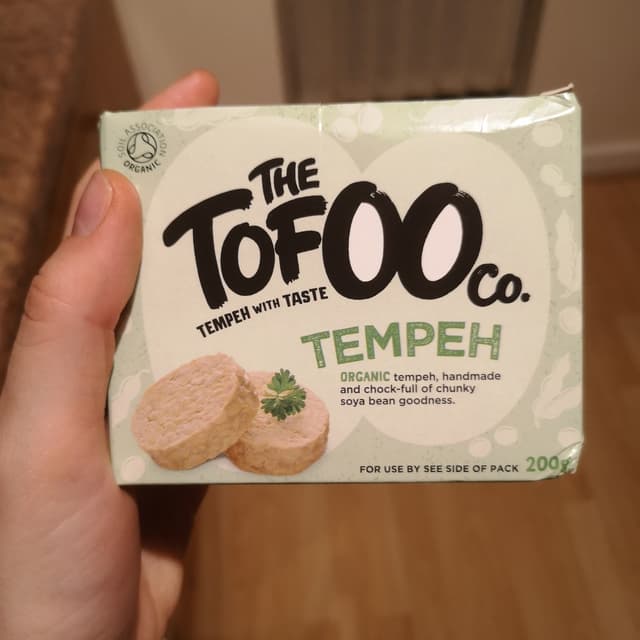 SOIL ASSOCIATION
ORGANIC
THE
TOFOO
Co.
TEMPEH WITH TASTE
TEMPEH
ORGANIC tempeh, handmade
and chock-full of chunky
soya bean goodness.
FOR USE BY SEE SIDE OF PACK 200g